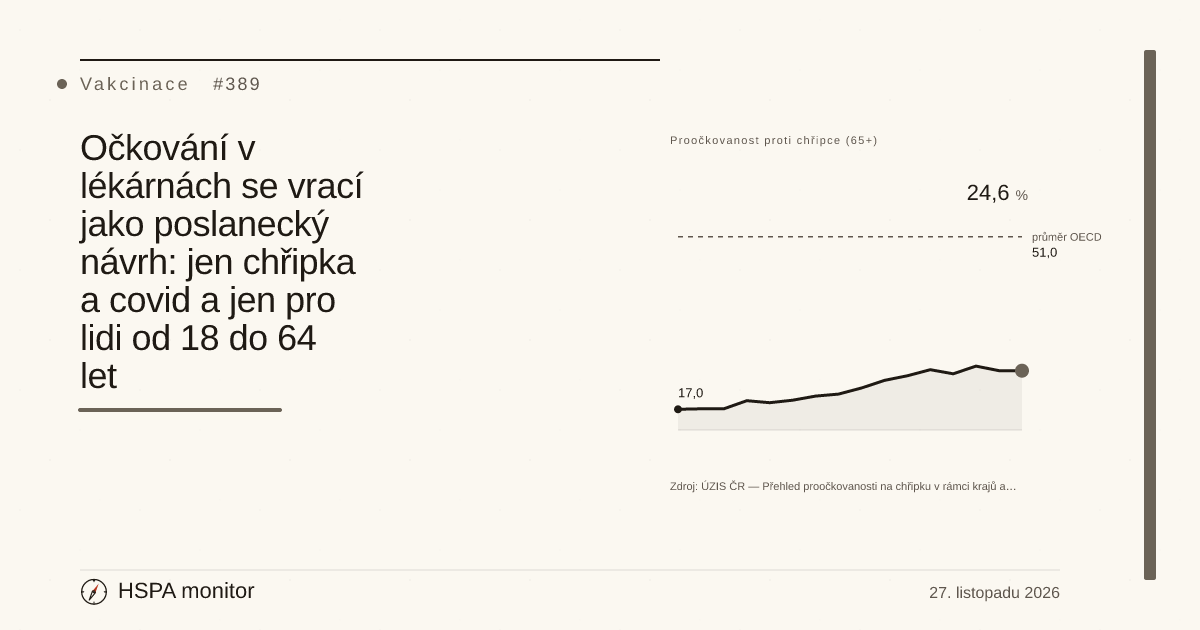 Vakcinace #389
Očkování v
lékárnách se vrací
jako poslanecký
návrh: jen chřipka
a covid a jen pro
lidi od 18 do 64
let
Proočkovanost proti chřipce (65+)
24,6 %
průměr OECD
51,0
17,0
Zdroj: ÚZIS ČR — Přehled proočkovanosti na chřipku v rámci krajů a…
HSPA monitor
27. listopadu 2026